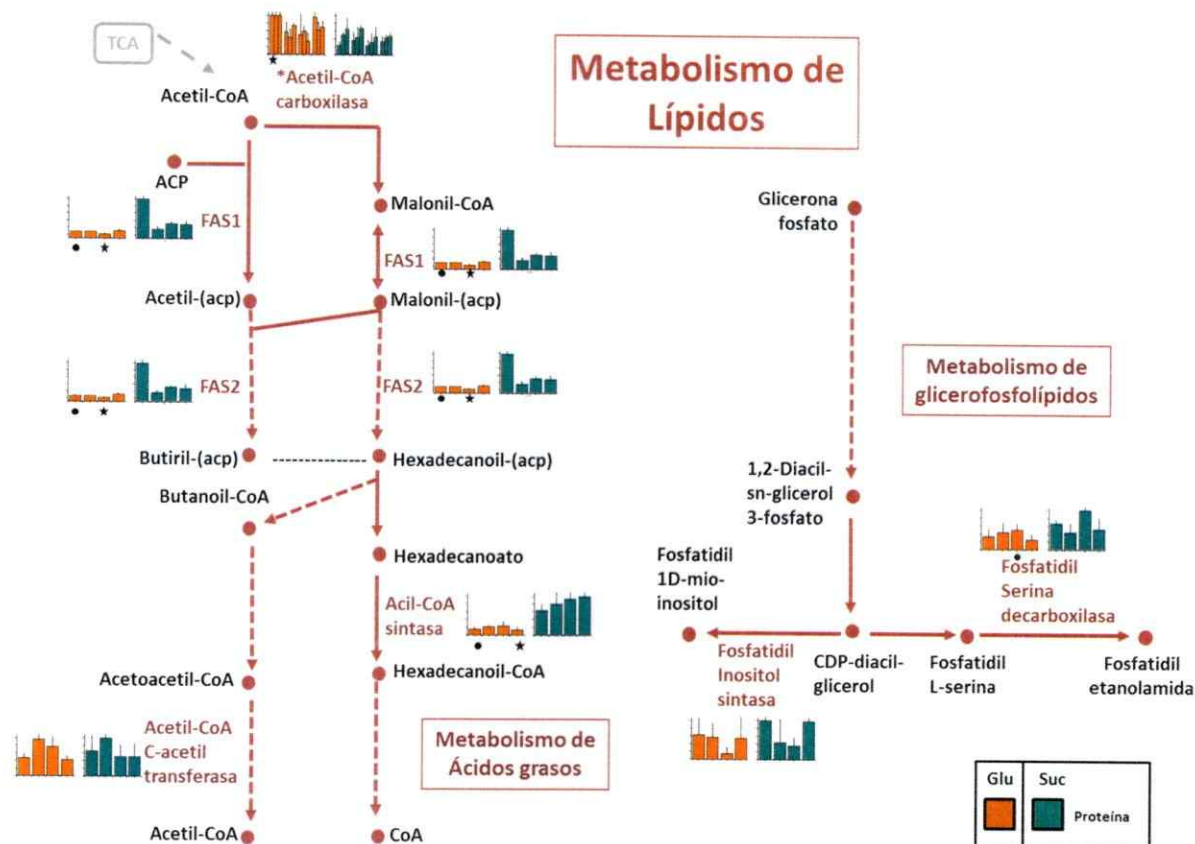 TCA
*Acetil-CoA
carboxilasa
Acetil-CoA
ACP
FAS1
Malonil-CoA
FAS1
Acetil-(acp)
Malonil-(acp)
FAS2
FAS2
Butiril-(acp)
Hexadecanoil-(acp)
Butanoil-CoA
Hexadecanoato
Acil-CoA
sintasa
Acetoacetil-CoA
Hexadecanoil-CoA
Acetil-CoA
C-acetil
transferasa
Metabolismo de
Ácidos grasos
Acetil-CoA
CoA
Metabolismo de
Lípidos
Glicerona
fosfato
Metabolismo de
glicerofosfolípidos
1,2-Diacil-
sn-glicerol
3-fosfato
Fosfatidil
1D-mio-
inositol
Fosfatidil
Serina
decarboxilasa
Fosfatidil
Inositol
sintasa
CDP-diacil-
glicerol
Fosfatidil
L-serina
Fosfatidil
etanolamida
Glu Suc
Proteína